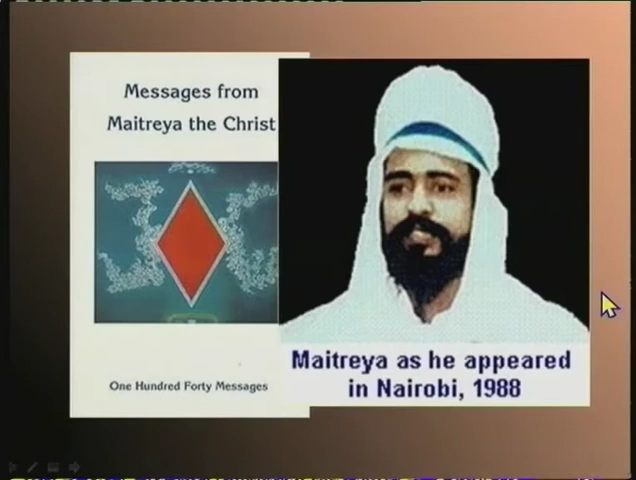 Messages from
Maitreya the Christ
One Hundred Forty Messages
Maitreya as he appeared
in Nairobi, 1988